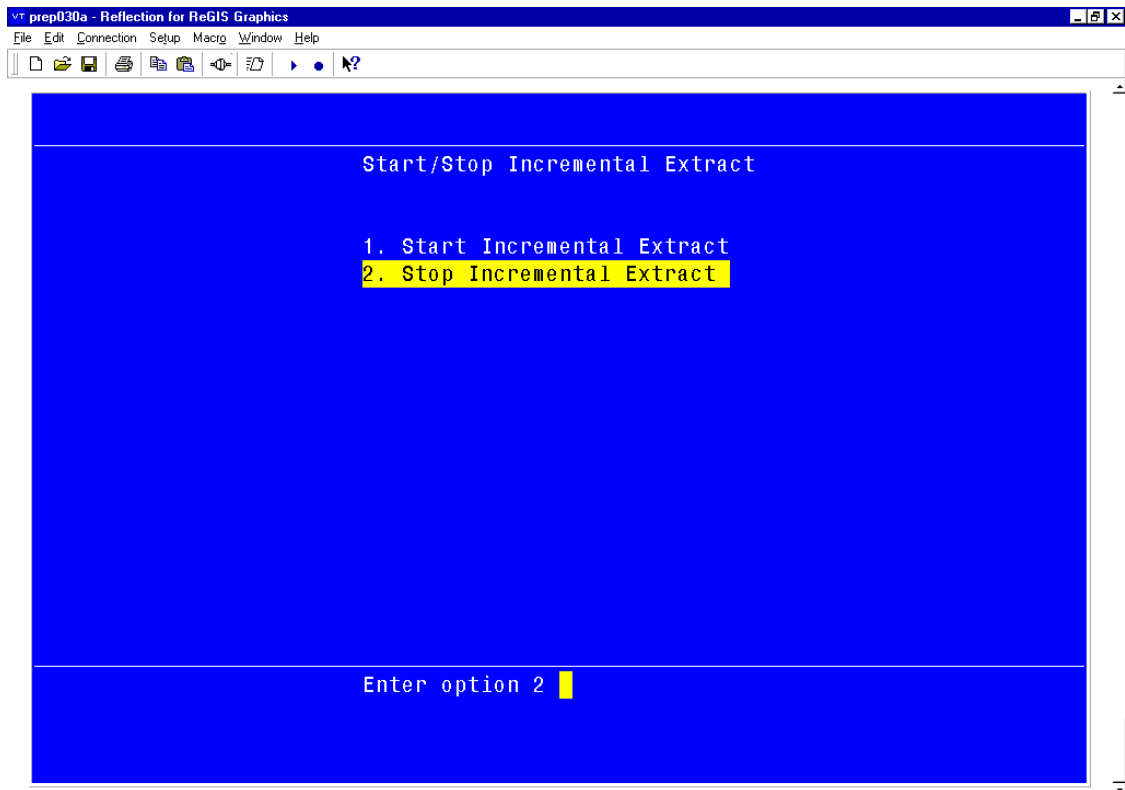 VT prep030a - Reflection for ReGIS Graphics
File Edit Connection Setup Macro Window Help
Start/Stop Incremental Extract
1. Start Incremental Extract
2. Stop Incremental Extract
Enter option 2